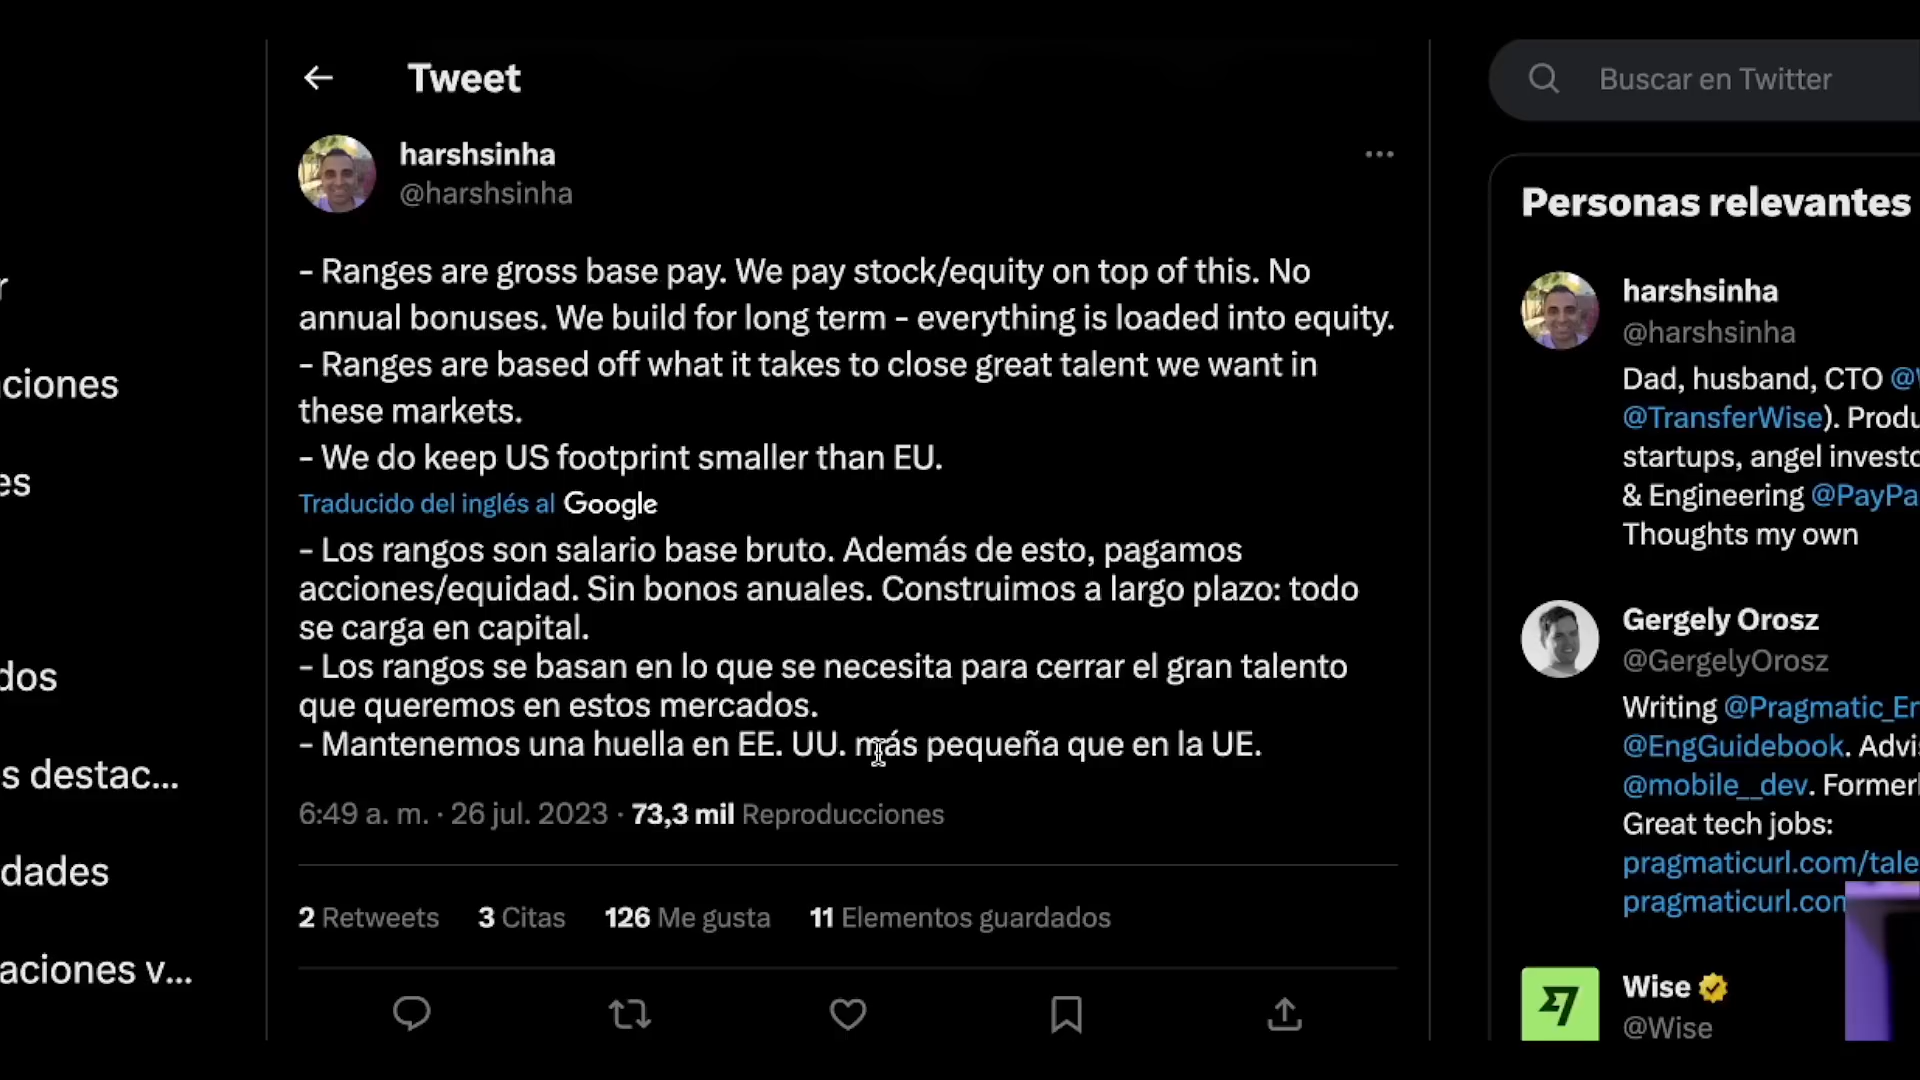 Tweet
Buscar en Twitter
harshsinha
@harshsinha
- Ranges are gross base pay. We pay stock/equity on top of this. No
annual bonuses. We build for long term - everything is loaded into equity.
- Ranges are based off what it takes to close great talent we want in
these markets.
- We do keep US footprint smaller than EU.
Traducido del inglés al Google
- Los rangos son salario base bruto. Además de esto, pagamos
acciones/equidad. Sin bonos anuales. Construimos a largo plazo: todo
se carga en capital.
- Los rangos se basan en lo que se necesita para cerrar el gran talento
que queremos en estos mercados.
- Mantenemos una huella en EE. UU. más pequeña que en la UE.
6:49 a. m. · 26 jul. 2023 · 73,3 mil Reproducciones
2 Retweets 3 Citas 126 Me gusta 11 Elementos guardados
r
ciones
es
dos
s destac...
dades
aciones v...
Personas relevantes
harshsinha
@harshsinha
Dad, husband, CTO @
@TransferWise). Produ
startups, angel investo
& Engineering @PayPa
Thoughts my own
Gergely Orosz
@GergelyOrosz
Writing @Pragmatic_En
@EngGuidebook. Advis
@mobile__dev. Formerl
Great tech jobs:
pragmaticurl.com/tale
pragmaticurl.com
Wise
@Wise